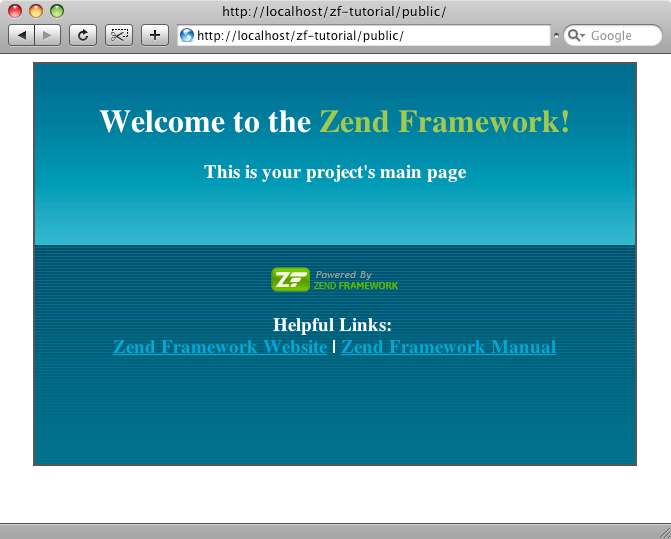 http://localhost/zf-tutorial/public/
http://localhost/zf-tutorial/public/
Google
Welcome to the Zend Framework!
This is your project's main page
ZF
Powered By
ZEND FRAMEWORK
Helpful Links:
Zend Framework Website | Zend Framework Manual